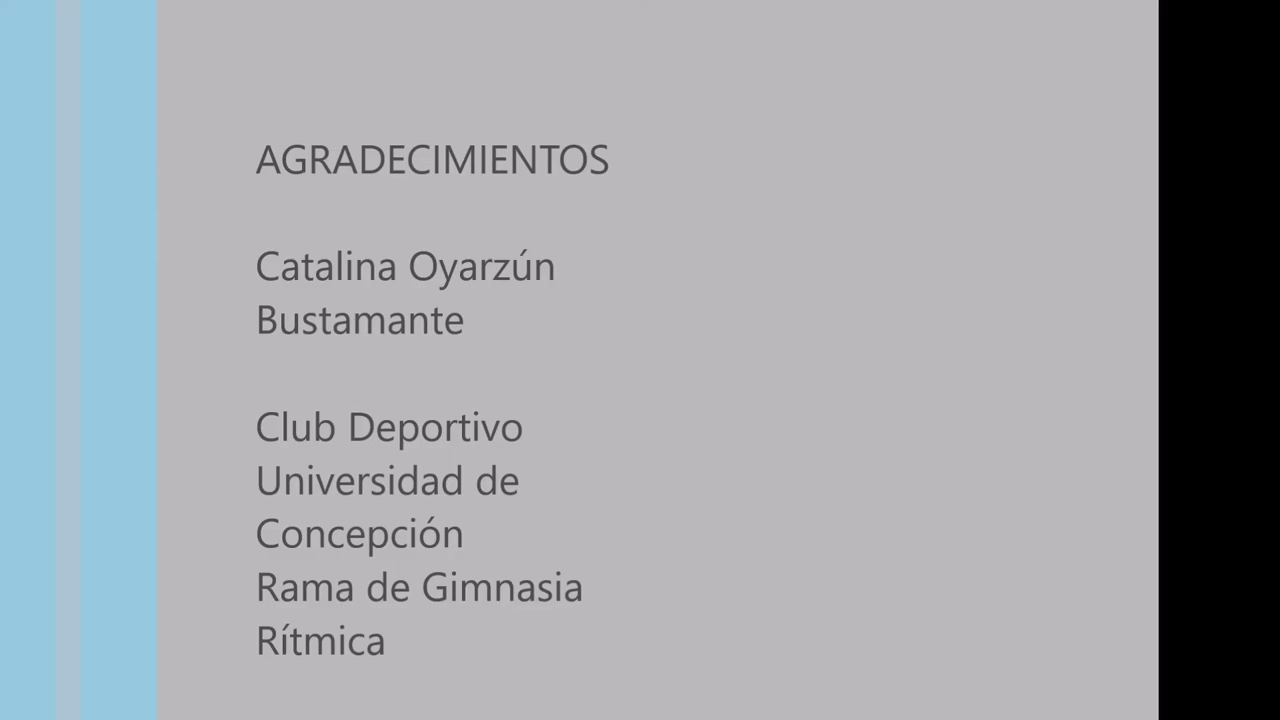 AGRADECIMIENTOS
Catalina Oyarzún
Bustamante
Club Deportivo
Universidad de
Concepción
Rama de Gimnasia
Rítmica